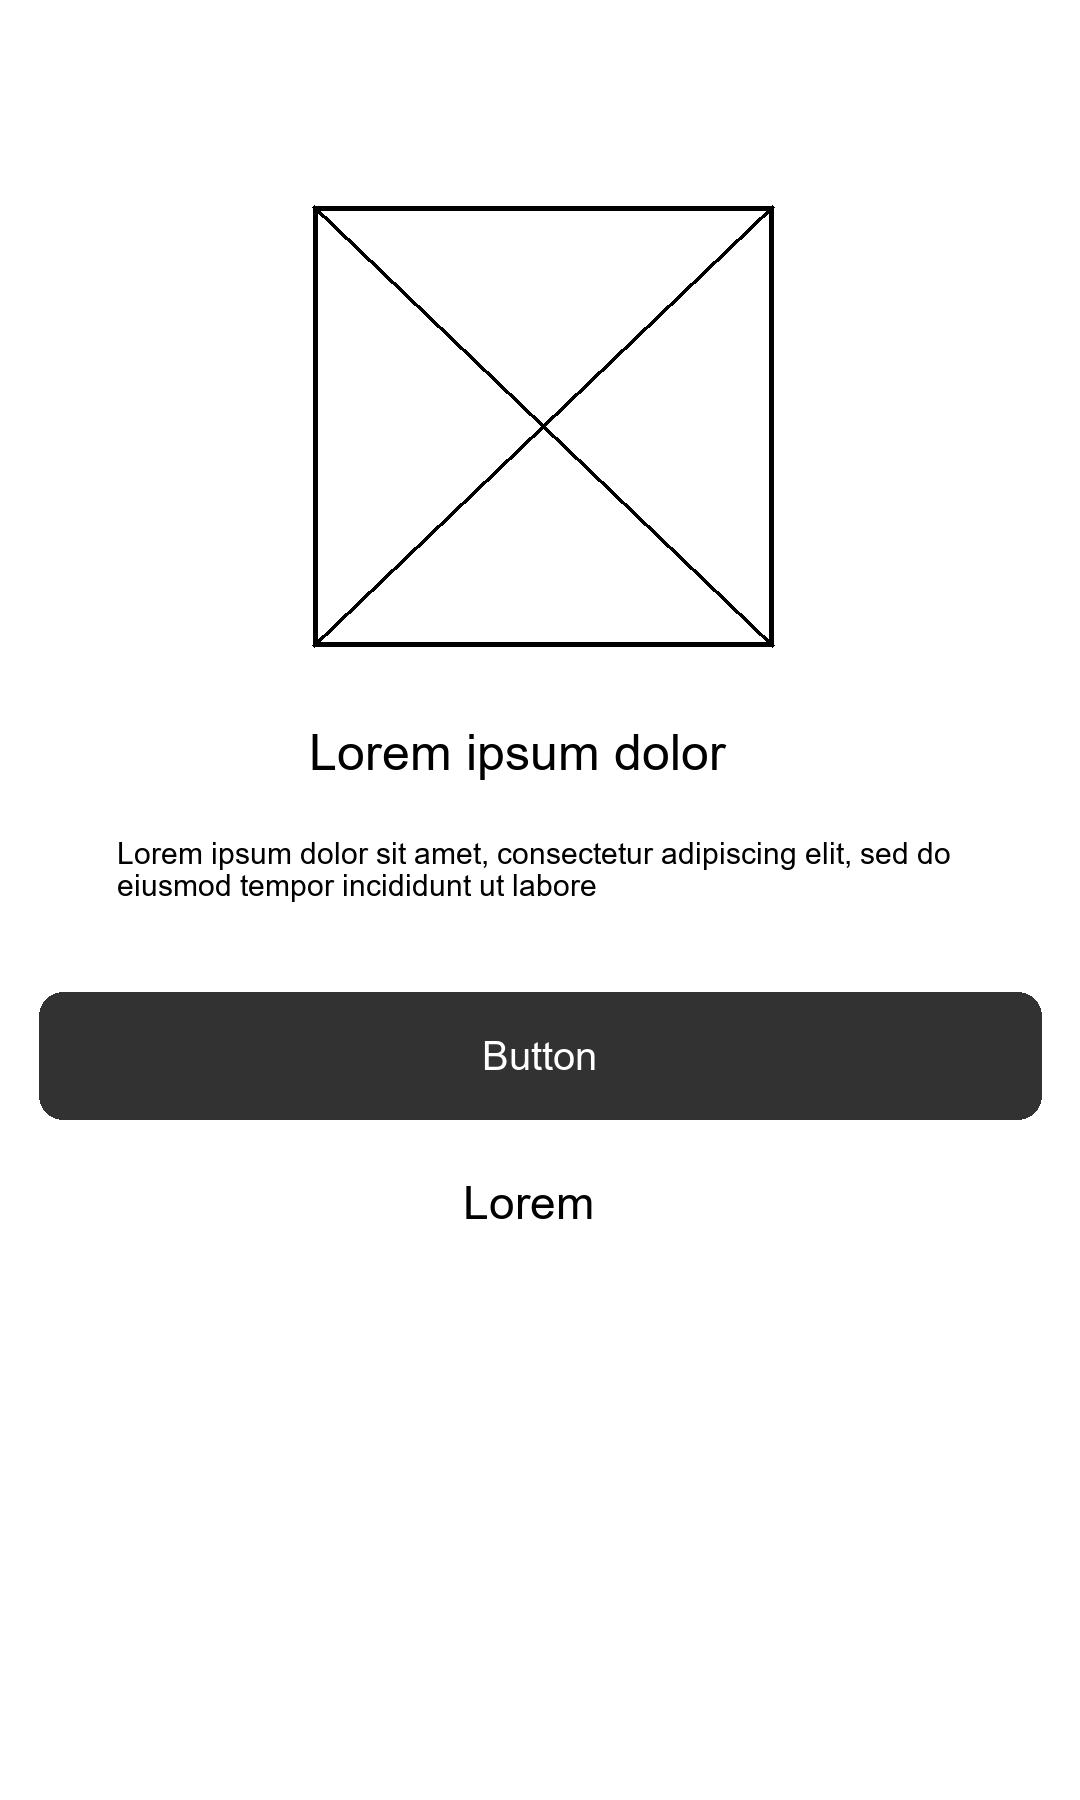 Lorem ipsum dolor
Lorem ipsum dolor sit amet, consectetur adipiscing elit, sed do
eiusmod tempor incididunt ut labore
Button
Lorem